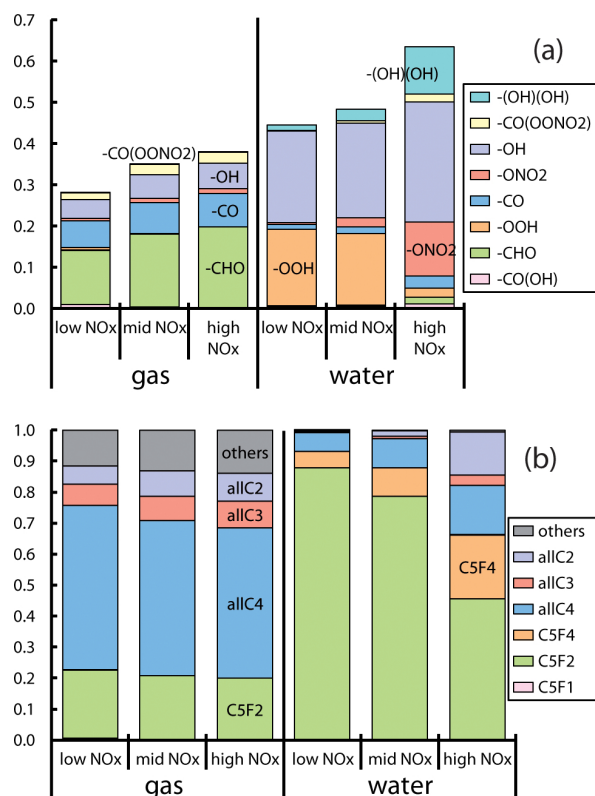 0.7
0.6
0.5
0.4
0.3
0.2
0.1
0.0
(a)
-(OH)(OH)
-CO(OONO2)
-OH
-CO
-CHO
-OOH
-ONO2
-(OH)(OH)
-CO(OONO2)
-OH
-ONO2
-CO
-OOH
-CHO
-CO(OH)
low NOx mid NOx high NOx low NOx mid NOx high NOx
gas water
1.0
0.9
0.8
0.7
0.6
0.5
0.4
0.3
0.2
0.1
0.0
(b)
others
allC2
allC3
allC4
C5F2
C5F4
others
allC2
allC3
allC4
C5F4
C5F2
C5F1
low NOx mid NOx high NOx low NOx mid NOx high NOx
gas water